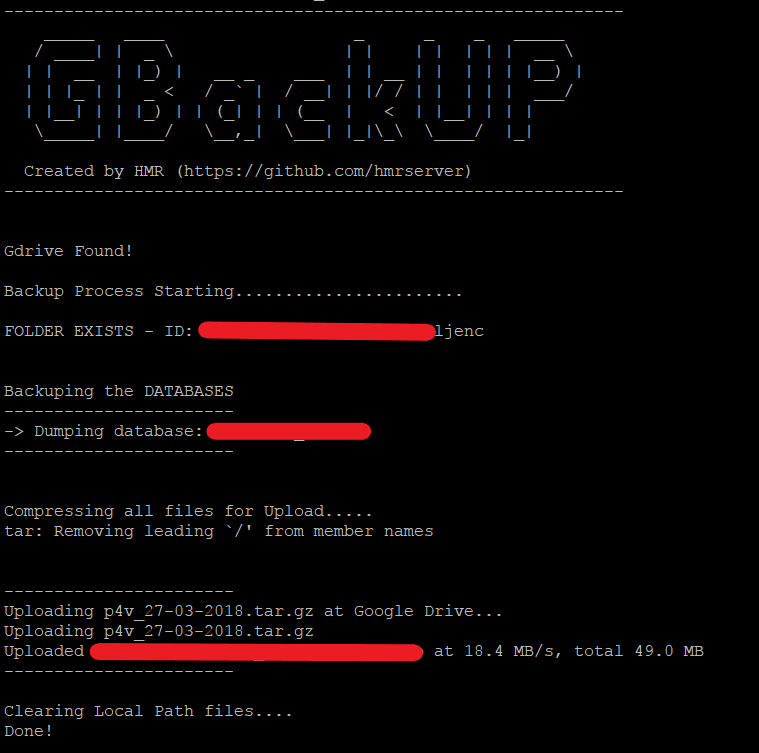 GBackUP
Created by HMR (https://github.com/hmrserver)
Gdrive Found!
Backup Process Starting.......................
FOLDER EXISTS - ID: ljenc
Backuping the DATABASES
-----------------------
-> Dumping database:
-----------------------
Compressing all files for Upload.....
tar: Removing leading `/' from member names
-----------------------
Uploading p4v_27-03-2018.tar.gz at Google Drive...
Uploading p4v_27-03-2018.tar.gz
Uploaded at 18.4 MB/s, total 49.0 MB
-----------------------
Clearing Local Path files....
Done!